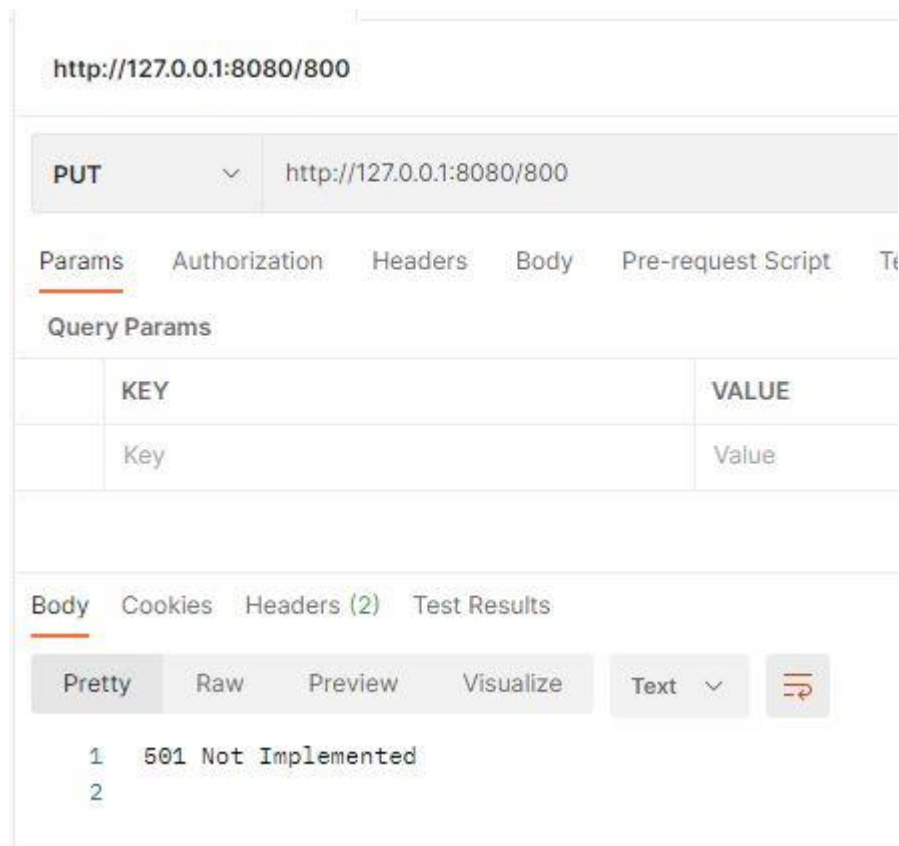 http://127.0.0.1:8080/800
PUT http://127.0.0.1:8080/800
Params Authorization Headers Body Pre-request Script Te
Query Params
KEY VALUE
Key Value
Body Cookies Headers (2) Test Results
Pretty Raw Preview Visualize Text
1 501 Not Implemented
2